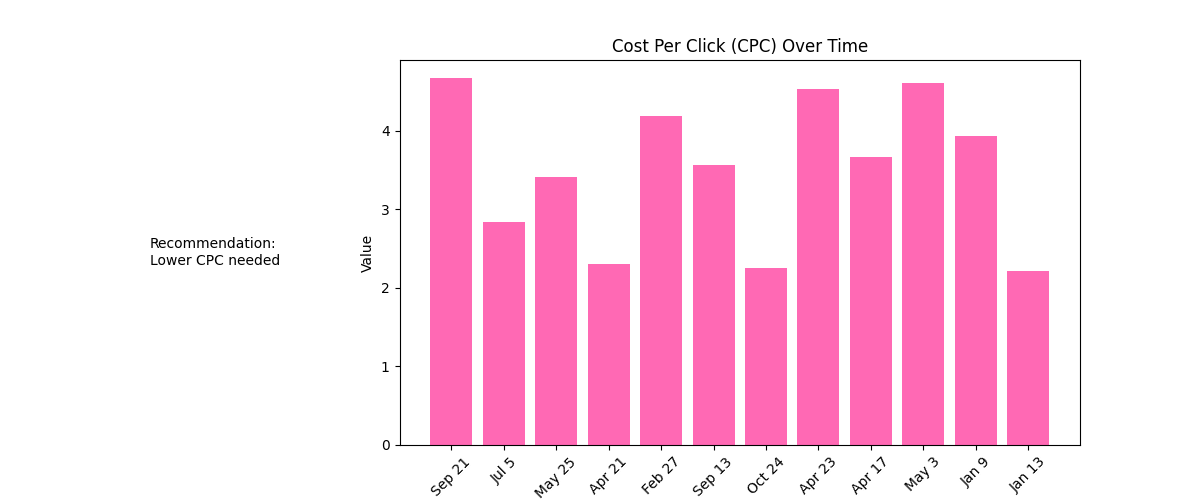 Cost Per Click (CPC) Over Time
Recommendation:
Lower CPC needed
Value
4
3
2
1
0
Sep 21
Jul 5
May 25
Apr 21
Feb 27
Sep 13
Oct 24
Apr 23
Apr 17
May 3
Jan 9
Jan 13